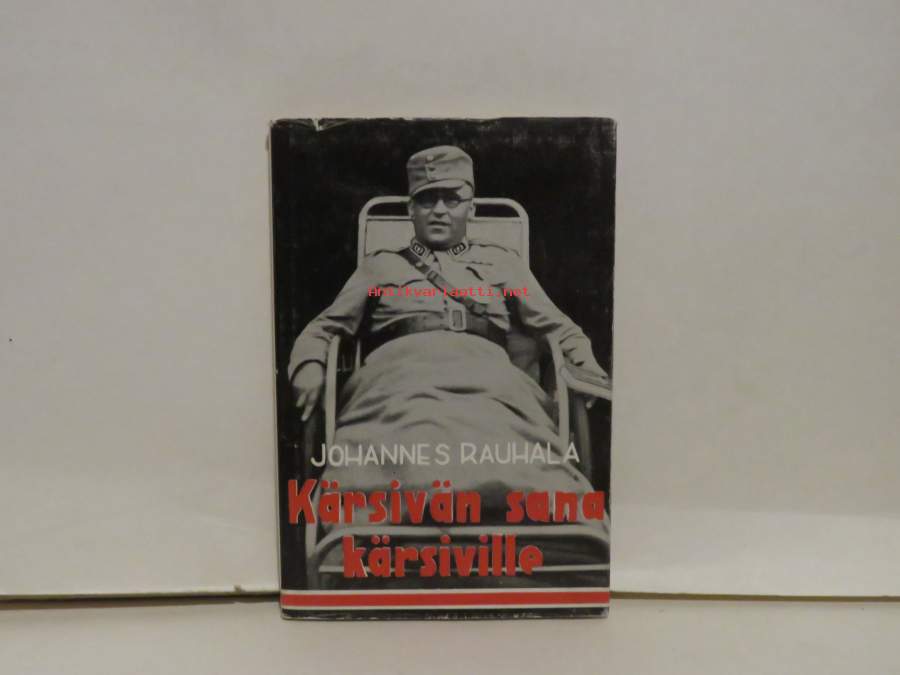 Antikvariaatti.net
JOHANNES RAUHALA
Kärsivän sana
kärsiville